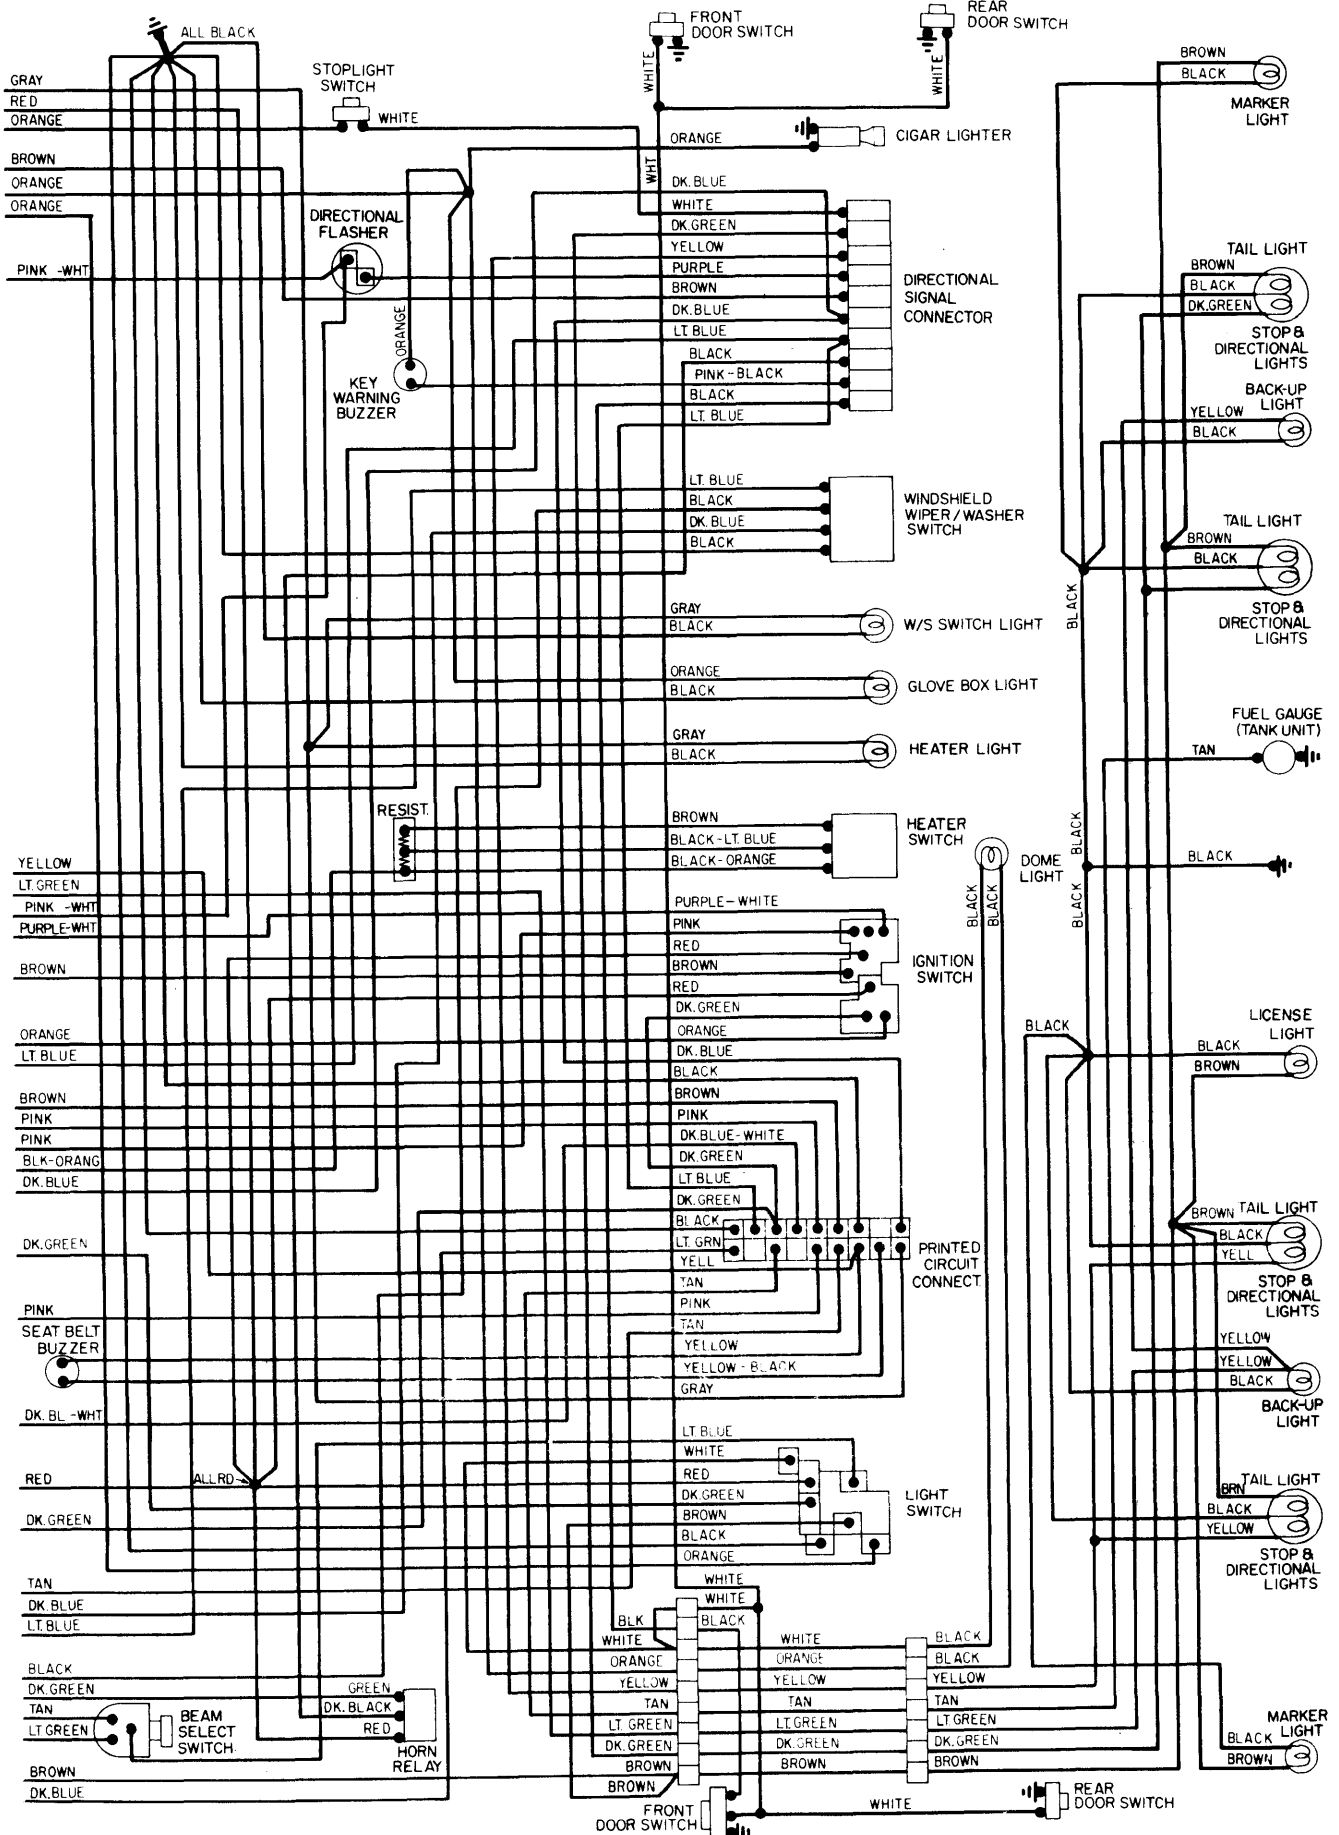 FRONT
DOOR SWITCH
REAR
DOOR SWITCH
ALL BLACK
WHITE
WHITE
BROWN
BLACK
MARKER
LIGHT
GRAY
RED
ORANGE
STOPLIGHT
SWITCH
WHITE
ORANGE
CIGAR LIGHTER
WHT
BROWN
ORANGE
ORANGE
DIRECTIONAL
FLASHER
PINK -WHT
DK.BLUE
WHITE
DK.GREEN
YELLOW
PURPLE
BROWN
DK.BLUE
LT BLUE
BLACK
PINK-BLACK
BLACK
LT. BLUE
DIRECTIONAL
SIGNAL
CONNECTOR
ORANGE
KEY
WARNING
BUZZER
TAIL LIGHT
BROWN
BLACK
DK.GREEN
STOP &
DIRECTIONAL
LIGHTS
BACK-UP
LIGHT
YELLOW
BLACK
LT. BLUE
BLACK
DK. BLUE
BLACK
WINDSHIELD
WIPER/WASHER
SWITCH
TAIL LIGHT
BROWN
BLACK
STOP &
DIRECTIONAL
LIGHTS
BLACK
GRAY
BLACK
W/S SWITCH LIGHT
ORANGE
BLACK
GLOVE BOX LIGHT
GRAY
BLACK
HEATER LIGHT
FUEL GAUGE
(TANK UNIT)
TAN
RESIST.
BROWN
BLACK-LT. BLUE
BLACK-ORANGE
HEATER
SWITCH
DOME
LIGHT
BLACK
BLACK
BLACK
BLACK
BLACK
YELLOW
LT. GREEN
PINK -WHT
PURPLE-WHT
BROWN
PURPLE-WHITE
PINK
RED
BROWN
RED
DK.GREEN
ORANGE
IGNITION
SWITCH
ORANGE
LT. BLUE
DK.BLUE
BLACK
BROWN
PINK
DK.BLUE-WHITE
DK.GREEN
LT BLUE
DK.GREEN
BLACK
LT. GRN
YELL
TAN
PINK
TAN
YELLOW
YELLOW-BLACK
GRAY
PRINTED
CIRCUIT
CONNECT.
BLACK
LICENSE
LIGHT
BLACK
BROWN
BROWN
PINK
PINK
BLK-ORANG
DK. BLUE
DK.GREEN
PINK
SEAT BELT
BUZZER
DK. BL -WHT
BROWN TAIL LIGHT
BLACK
YELL
STOP &
DIRECTIONAL
LIGHTS
YELLOW
YELLOW
BLACK
BACK-UP
LIGHT
RED
ALL RD
DK. GREEN
LT BLUE
WHITE
RED
DK.GREEN
BROWN
BLACK
ORANGE
LIGHT
SWITCH
TAIL LIGHT
BRN
BLACK
YELLOW
STOP &
DIRECTIONAL
LIGHTS
TAN
DK. BLUE
LT. BLUE
WHITE
WHITE
BLK
BLACK
WHITE
ORANGE
YELLOW
TAN
LT. GREEN
DK. GREEN
BROWN
BROWN
WHITE
ORANGE
YELLOW
TAN
LT.GREEN
DK. GREEN
BROWN
BLACK
BLACK
YELLOW
TAN
LT GREEN
DK. GREEN
BROWN
BLACK
DK.GREEN
TAN
LT GREEN
BEAM
SELECT
SWITCH
GREEN
DK. BLACK
RED
HORN
RELAY
BROWN
DK.BLUE
MARKER
LIGHT
BLACK
BROWN
FRONT
DOOR SWITCH
WHITE
REAR
DOOR SWITCH